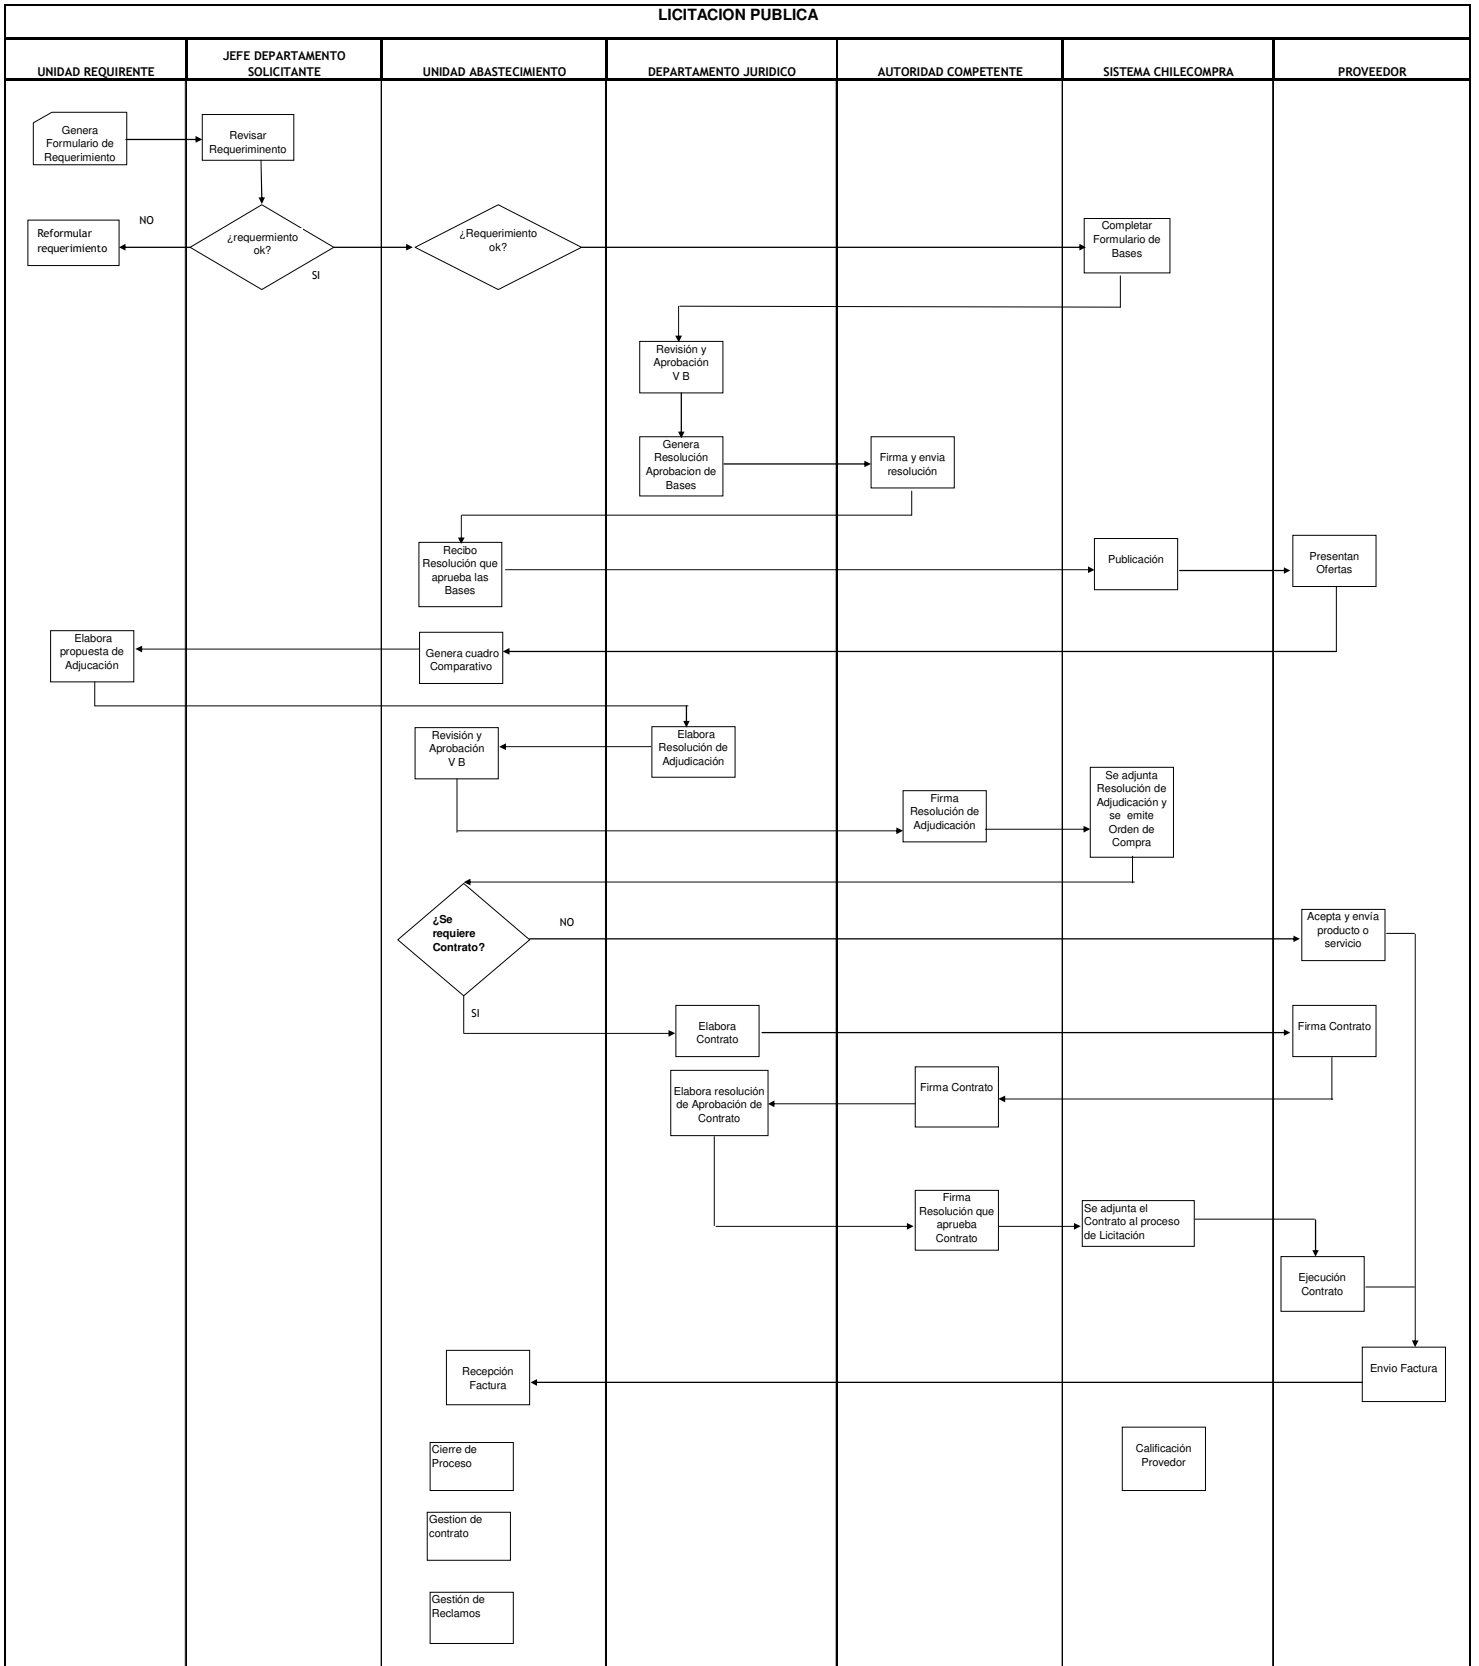 LICITACION PUBLICA
UNIDAD REQUIRENTE
JEFE DEPARTAMENTO
SOLICITANTE
UNIDAD ABASTECIMIENTO
DEPARTAMENTO JURIDICO
AUTORIDAD COMPETENTE
SISTEMA CHILECOMPRA
PROVEEDOR
Genera
Formulario de
Requerimiento
Revisar
Requeriminento
NO
Reformular
requerimiento
¿requermiento
ok?
SI
¿Requerimiento
ok?
Completar
Formulario de
Bases
Revisión y
Aprobación
V B
Genera
Resolución
Aprobacion de
Bases
Firma y envia
resolución
Recibo
Resolución que
aprueba las
Bases
Publicación
Presentan
Ofertas
Elabora
propuesta de
Adjucación
Genera cuadro
Comparativo
Revisión y
Aprobación
V B
Elabora
Resolución de
Adjudicación
Firma
Resolución de
Adjudicación
Se adjunta
Resolución de
Adjudicación y
se emite
Orden de
Compra
¿Se
requiere
Contrato?
NO
Acepta y envía
producto o
servicio
SI
Elabora
Contrato
Firma Contrato
Elabora resolución
de Aprobación de
Contrato
Firma Contrato
Firma
Resolución que
aprueba
Contrato
Se adjunta el
Contrato al proceso
de Licitación
Ejecución
Contrato
Recepción
Factura
Envio Factura
Cierre de
Proceso
Calificación
Provedor
Gestion de
contrato
Gestión de
Reclamos